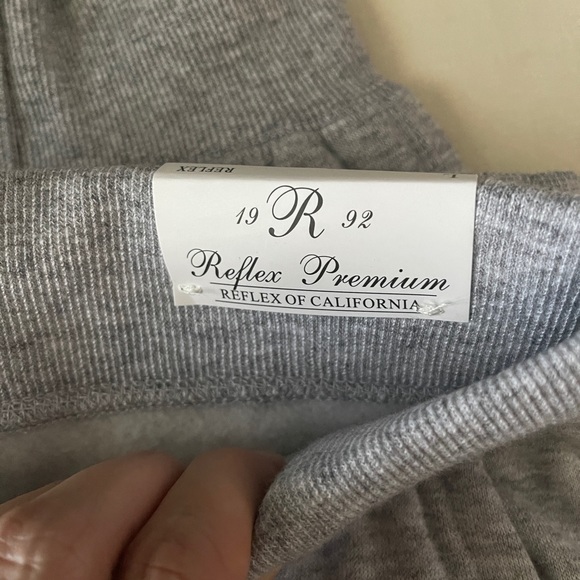 REFLEX
19 R 92
Reflex Premium
REFLEX OF CALIFORNIA